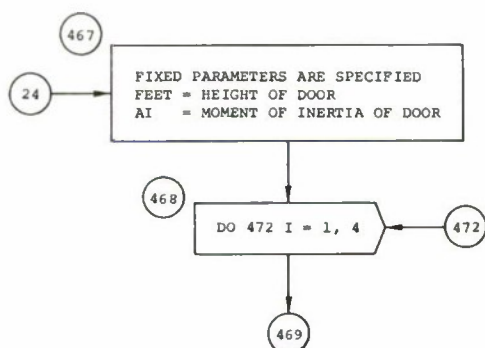 467
24
FIXED PARAMETERS ARE SPECIFIED
FEET = HEIGHT OF DOOR
AI = MOMENT OF INERTIA OF DOOR
468
DO 472 I = 1, 4
472
469